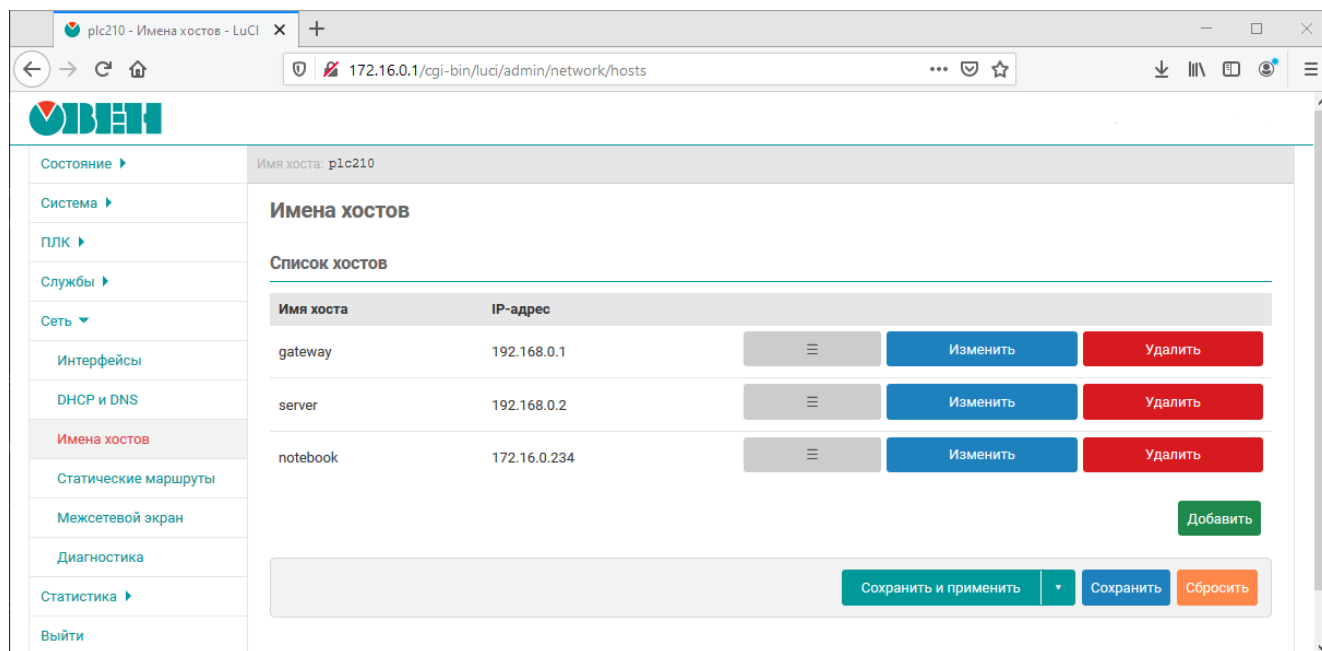 plc210 - Имена хостов - LuCI
172.16.0.1/cgi-bin/luci/admin/network/hosts
ОВЕН
Состояние
Имя хоста: plc210
Система
Имена хостов
ПЛК
Список хостов
Службы
Имя хоста IP-адрес
Сеть
gateway 192.168.0.1 Изменить Удалить
Интерфейсы
DHCP и DNS
server 192.168.0.2 Изменить Удалить
Имена хостов
notebook 172.16.0.234 Изменить Удалить
Статические маршруты
Межсетевой экран
Добавить
Диагностика
Сохранить и применить Сохранить Сбросить
Статистика
Выйти